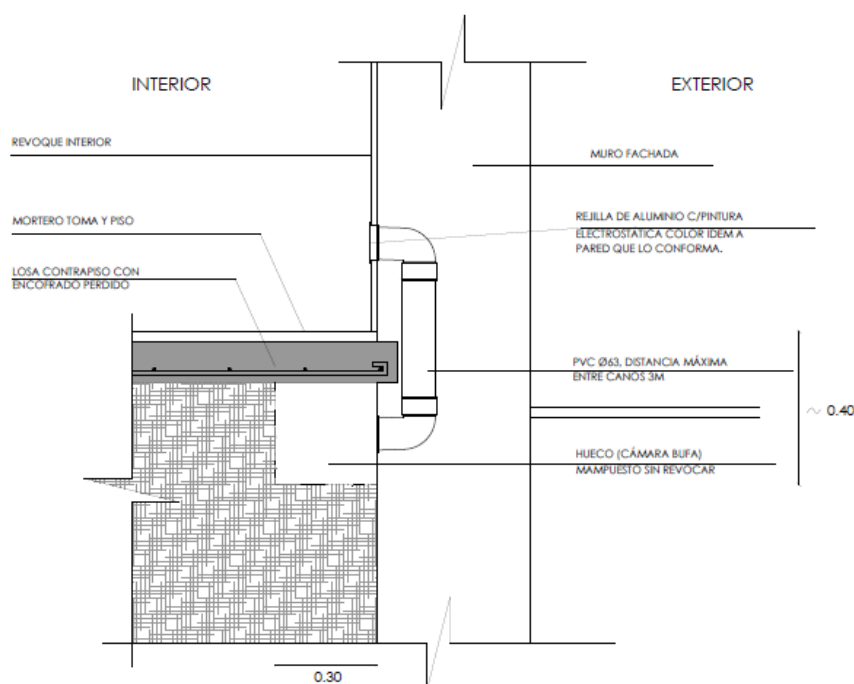 INTERIOR
EXTERIOR
REVOQUE INTERIOR
MURO FACHADA
MORTERO TOMA Y PISO
REJILLA DE ALUMINIO C/PINTURA
ELECTROSTATICA COLOR IDEM A
PARED QUE LO CONFORMA.
LOSA CONTRAPISO CON
ENCOFRADO PERDIDO
PVC Ø63, DISTANCIA MÁXIMA
ENTRE CANOS 3M
~ 0.40
HUECO (CÁMARA BUFA)
MAMPUESTO SIN REVOCAR
0.30